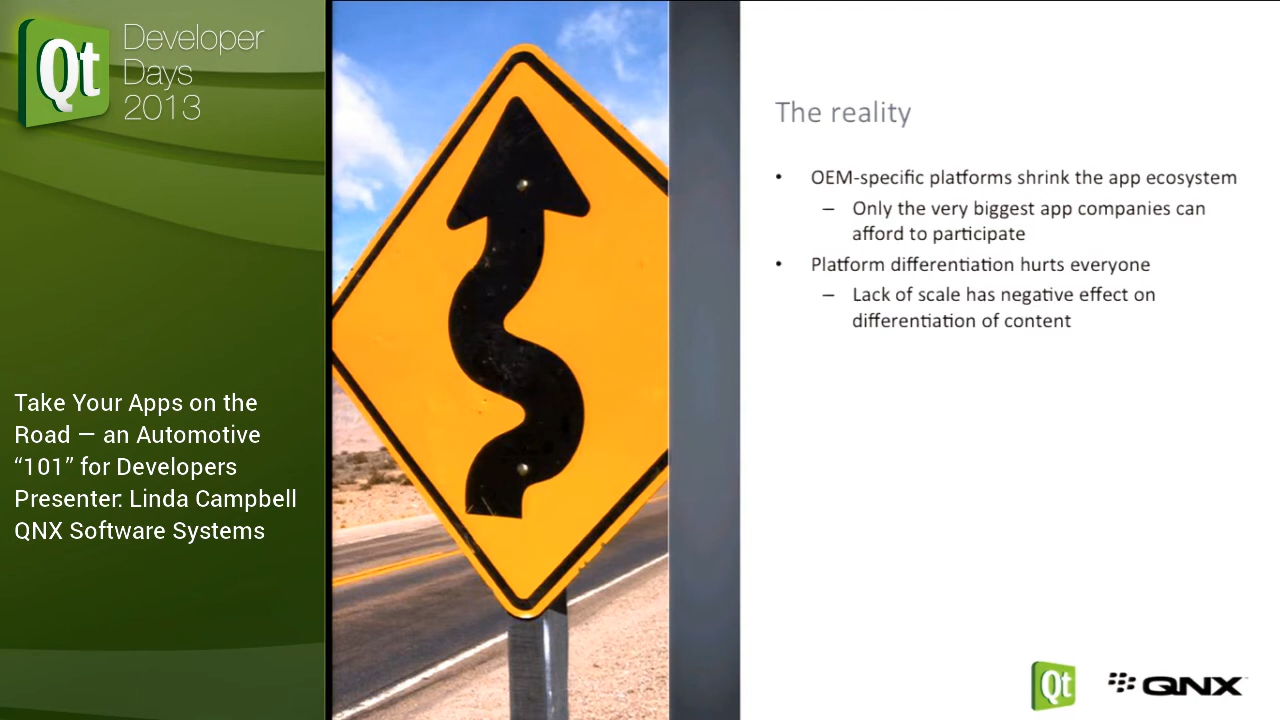 Qt
Developer
Days
2013
Take Your Apps on the
Road — an Automotive
“101” for Developers
Presenter: Linda Campbell
QNX Software Systems
The reality
• OEM-specific platforms shrink the app ecosystem
– Only the very biggest app companies can
afford to participate
• Platform differentiation hurts everyone
– Lack of scale has negative effect on
differentiation of content
Qt
QNX